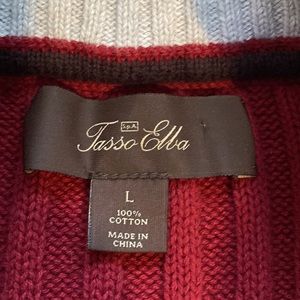 S.p.A.
Tasso Elba
L
100%
COTTON
MADE IN
CHINA